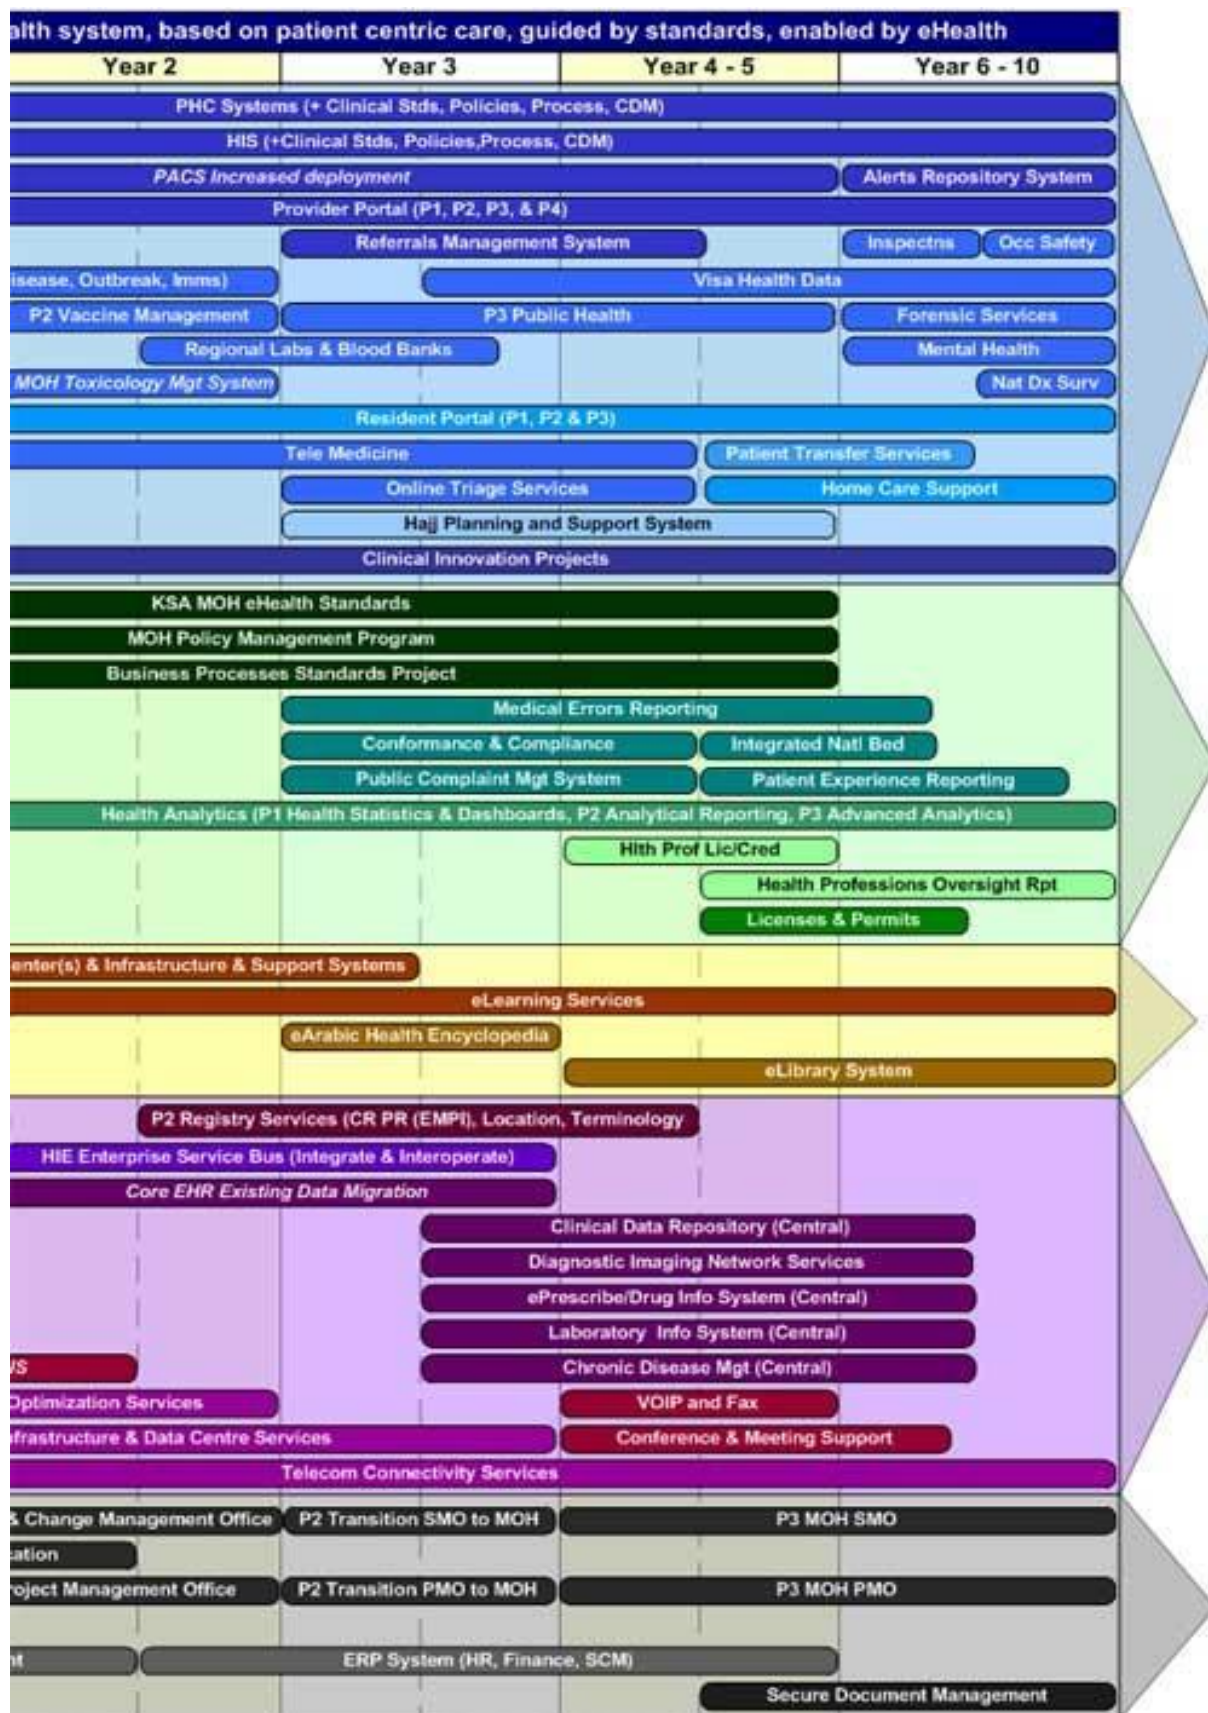 alth system, based on patient centric care, guided by standards, enabled by eHealth
Year 2 Year 3 Year 4 - 5 Year 6 - 10
PHC Systems (+ Clinical Stds, Policies, Process, CDM)
HIS (+Clinical Stds, Policies,Process, CDM)
PACS Increased deployment Alerts Repository System
Provider Portal (P1, P2, P3, & P4)
Referrals Management System Inspectns Occ Safety
isease, Outbreak, Imms) Visa Health Data
P2 Vaccine Management P3 Public Health Forensic Services
Regional Labs & Blood Banks Mental Health
MOH Toxicology Mgt System Nat Dx Surv
Resident Portal (P1, P2 & P3)
Tele Medicine Patient Transfer Services
Online Triage Services Home Care Support
Hajj Planning and Support System
Clinical Innovation Projects
KSA MOH eHealth Standards
MOH Policy Management Program
Business Processes Standards Project
Medical Errors Reporting
Conformance & Compliance Integrated Natl Bed
Public Complaint Mgt System Patient Experience Reporting
Health Analytics (P1 Health Statistics & Dashboards, P2 Analytical Reporting, P3 Advanced Analytics)
Hlth Prof Lic/Cred
Health Professions Oversight Rpt
Licenses & Permits
enter(s) & Infrastructure & Support Systems
eLearning Services
eArabic Health Encyclopedia
eLibrary System
P2 Registry Services (CR PR (EMPI), Location, Terminology
HIE Enterprise Service Bus (Integrate & Interoperate)
Core EHR Existing Data Migration
Clinical Data Repository (Central)
Diagnostic Imaging Network Services
ePrescribe/Drug Info System (Central)
Laboratory Info System (Central)
Chronic Disease Mgt (Central)
Optimization Services VOIP and Fax
frastructure & Data Centre Services Conference & Meeting Support
Telecom Connectivity Services
& Change Management Office P2 Transition SMO to MOH P3 MOH SMO
ation
roject Management Office P2 Transition PMO to MOH P3 MOH PMO
nt ERP System (HR, Finance, SCM)
Secure Document Management